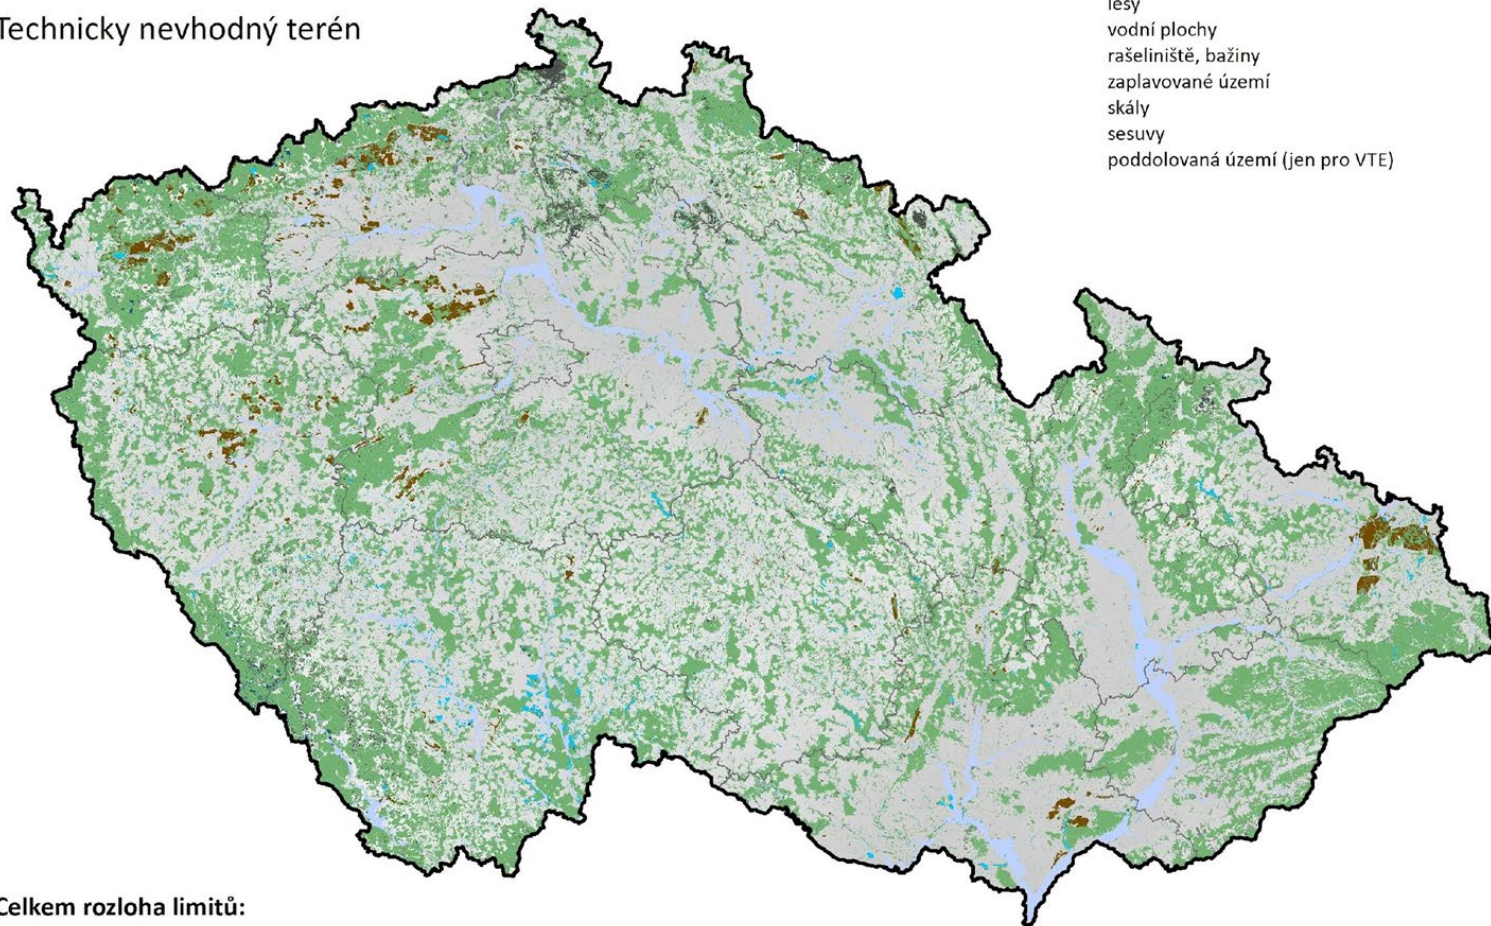 Technicky nevhodný terén
lesy
vodní plochy
rašeliniště, bažiny
zaplavované území
skály
sesuvy
poddolovaná území (jen pro VTE)
Celkem rozloha limitů: